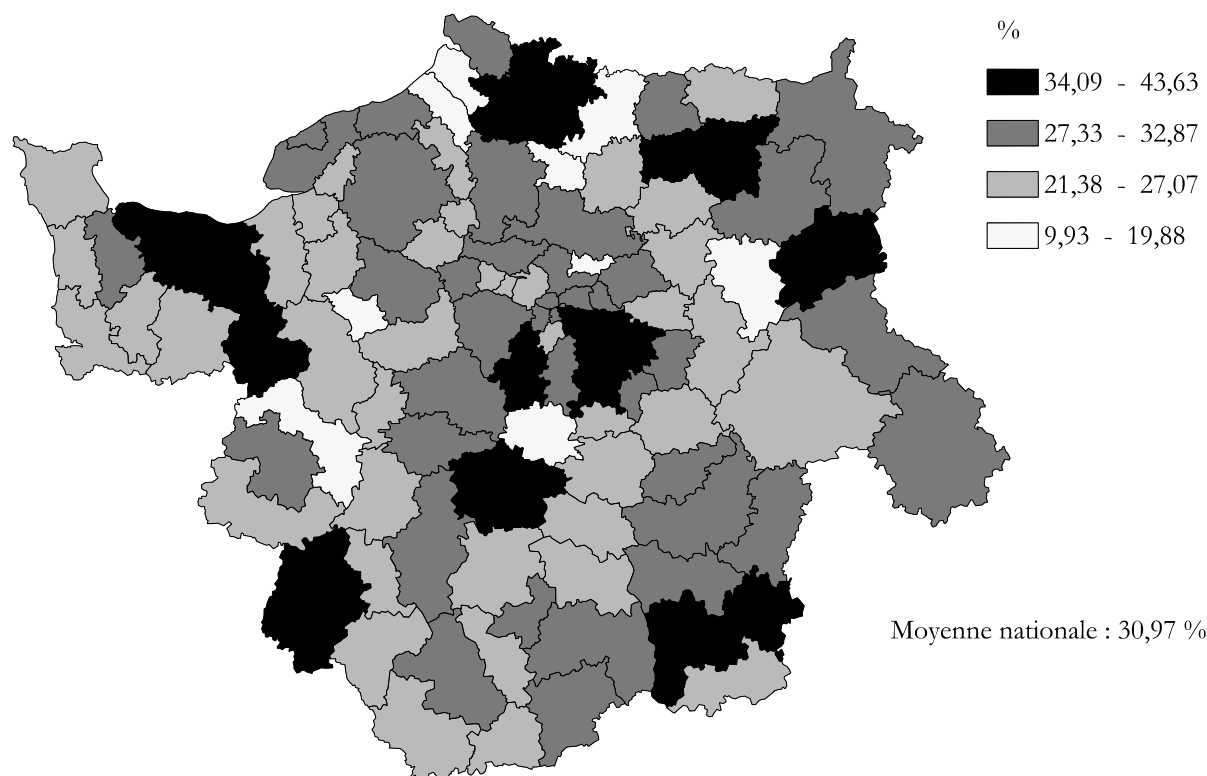 %
34,09 - 43,63
27,33 - 32,87
21,38 - 27,07
9,93 - 19,88
Moyenne nationale : 30,97 %